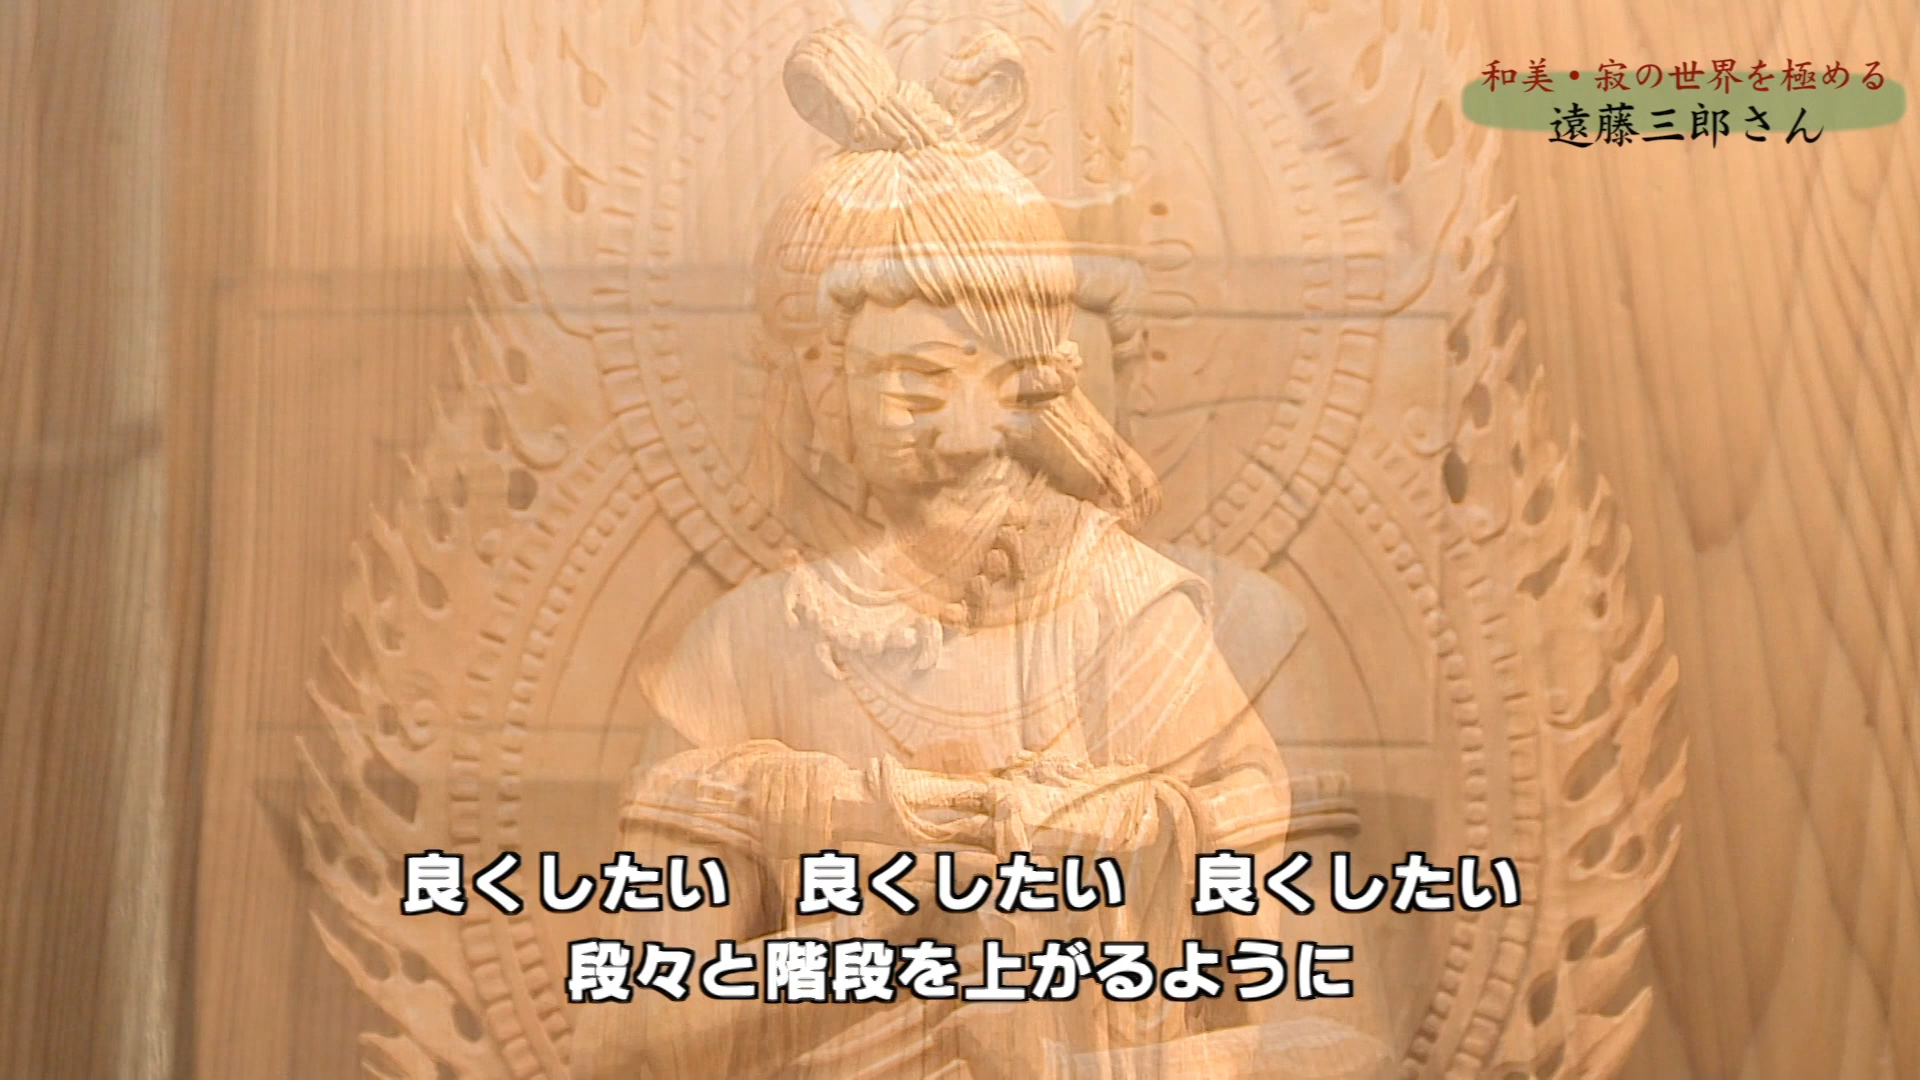 和美・寂の世界を極める
遠藤三郎さん
良くしたい　良くしたい　良くしたい
段々と階段を上がるように